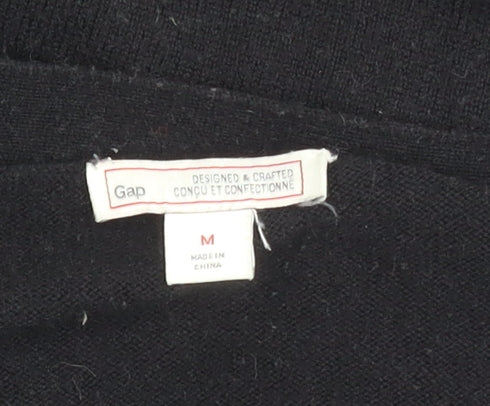 Gap
DESIGNED & CRAFTED
CONÇU ET CONFECTIONNÉ
M
MADE IN
CHINA